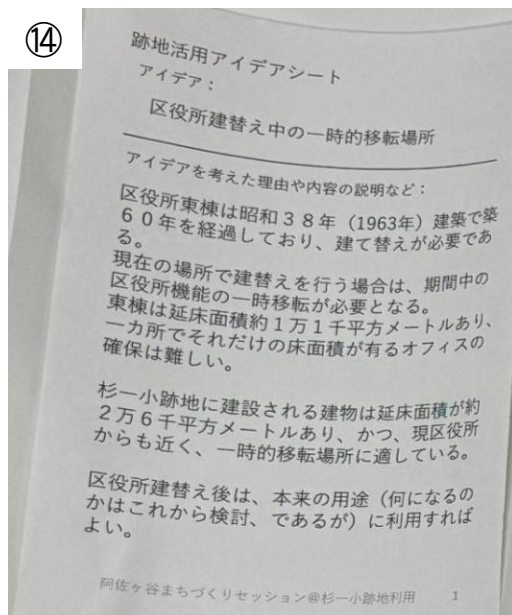 ⑭
跡地活用アイデアシート
アイデア：
区役所建替え中の一時的移転場所
アイデアを考えた理由や内容の説明など：
区役所東棟は昭和３８年（1963年）建築で築
６０年を経過しており、建て替えが必要であ
る。
現在の場所で建替えを行う場合は、期間中の
区役所機能の一時移転が必要となる。
東棟は延床面積約１万１千平方メートルあり、
一カ所でそれだけの床面積が有るオフィスの
確保は難しい。
杉一小跡地に建設される建物は延床面積が約
２万６千平方メートルあり、かつ、現区役所
からも近く、一時的移転場所に適している。
区役所建替え後は、本来の用途（何になるの
かはこれから検討、であるが）に利用すれば
よい。
阿佐ヶ谷まちづくりセッション@杉一小跡地利用 1